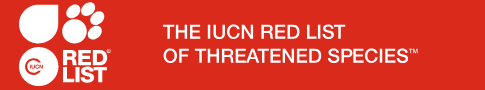 IUCN
RED
LIST
©
THE IUCN RED LIST
OF THREATENED SPECIES™